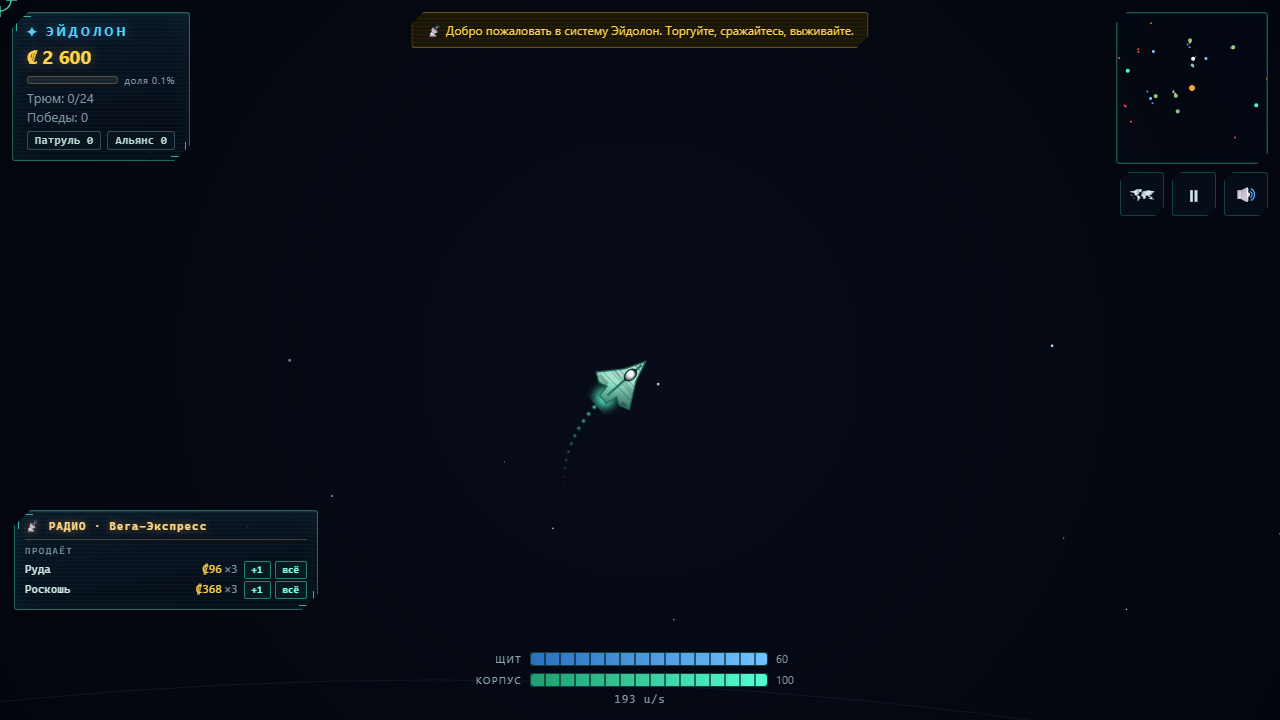 ЭЙДОЛОН
₡ 2 600
доля 0.1%
Трюм: 0/24
Победы: 0
Патруль 0 Альянс 0
Добро пожаловать в систему Эйдолон. Торгуйте, сражайтесь, выживайте.
РАДИО · Вега-Экспресс
ПРОДАЁТ
Руда ₡96 ×3 +1 всё
Роскошь ₡368 ×3 +1 всё
ЩИТ 60
КОРПУС 100
193 u/s